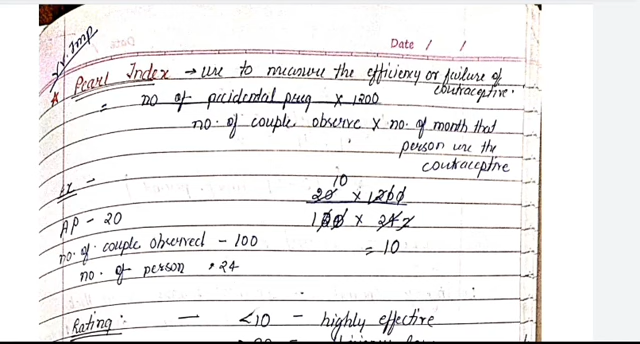 Date / /
vv. Imp
* Pearl Index → use to measure the efficiency or failure of contraceptive.
= no of accidental preg × 1200
no. of couple observe × no. of month that
person use the
contraceptive
Ex -
10
20 × 1200
100 × 24 2
= 10
AP - 20
no. of couple observed - 100
no. of person : 24
Rating : - <10 - highly effective